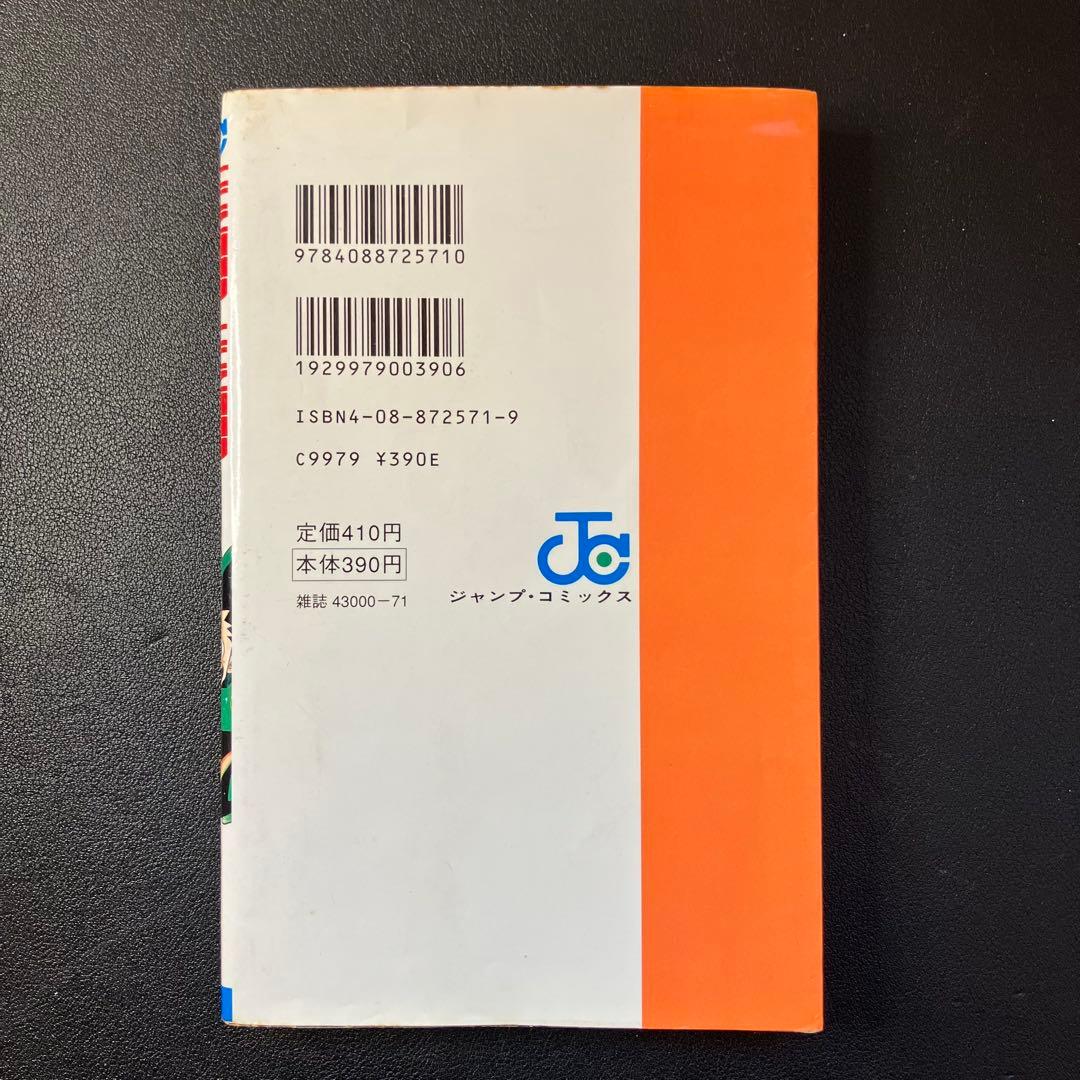 9784088725710
1929979003906
ISBN4-08-872571-9
C9979 ¥390E
定価410円
本体390円
雑誌 43000-71
JC
ジャンプ・コミックス